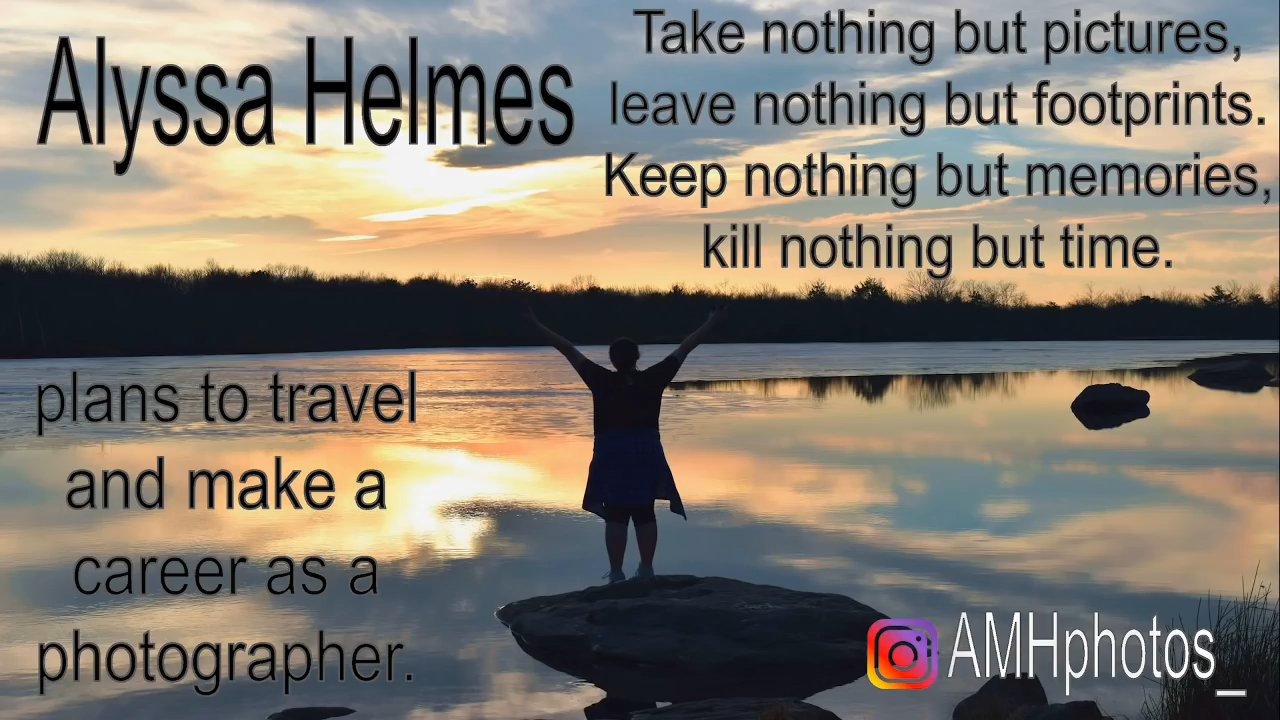 Alyssa Helmes
Take nothing but pictures,
leave nothing but footprints.
Keep nothing but memories,
kill nothing but time.
plans to travel
and make a
career as a
photographer.
AMHphotos_